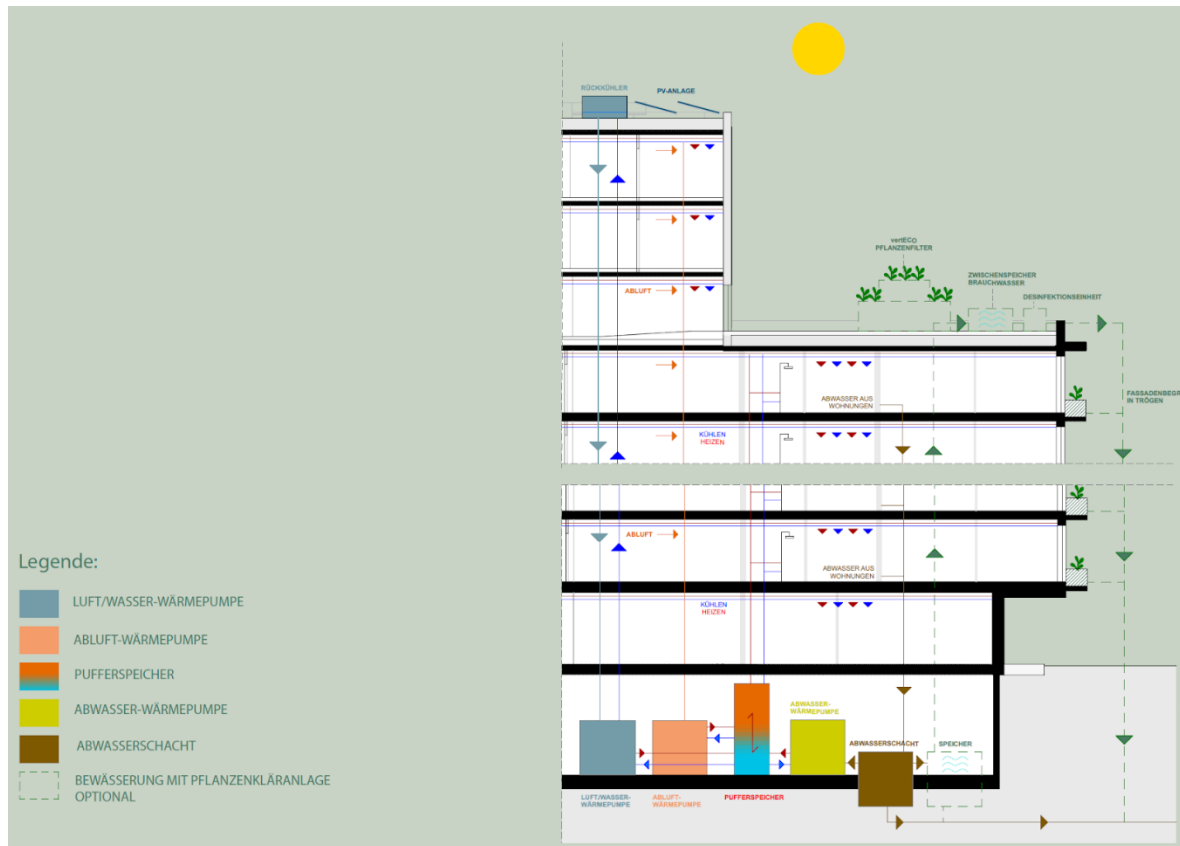 RÜCKKÜHLER
PV-ANLAGE
vertECO
PFLANZENFILTER
ZWISCHENSPEICHER
BRAUCHWASSER
DESINFEKTIONSEINHEIT
ABLUFT
ABWASSER AUS
WOHNUNGEN
FASSADENBEGR
IN TRÖGEN
KÜHLEN
HEIZEN
ABLUFT
ABWASSER AUS
WOHNUNGEN
KÜHLEN
HEIZEN
ABWASSER-
WÄRMEPUMPE
ABWASSERSCHACHT
SPEICHER
LUFT/WASSER-
WÄRMEPUMPE
ABLUFT-
WÄRMEPUMPE
PUFFERSPEICHER
Legende:
LUFT/WASSER-WÄRMEPUMPE
ABLUFT-WÄRMEPUMPE
PUFFERSPEICHER
ABWASSER-WÄRMEPUMPE
ABWASSERSCHACHT
BEWÄSSERUNG MIT PFLANZENKLÄRANLAGE
OPTIONAL